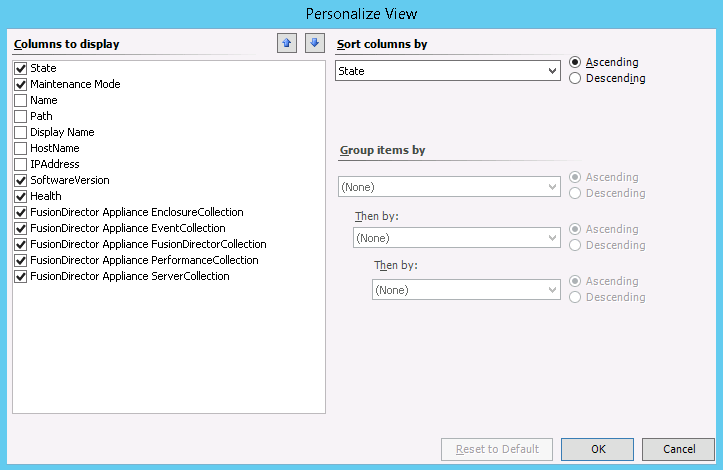 Personalize View
Columns to display
State
Maintenance Mode
Name
Path
Display Name
HostName
IPAddress
SoftwareVersion
Health
FusionDirector Appliance EnclosureCollection
FusionDirector Appliance EventCollection
FusionDirector Appliance FusionDirectorCollection
FusionDirector Appliance PerformanceCollection
FusionDirector Appliance ServerCollection
Sort columns by
State
Ascending
Descending
Group items by
(None)
Ascending
Descending
Then by:
(None)
Ascending
Descending
Then by:
(None)
Ascending
Descending
Reset to Default
OK
Cancel